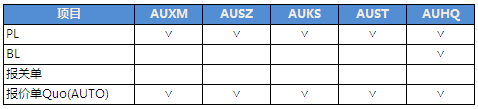 项目 AUXM AUSZ AUKS AUST AUHQ
PL √ √ √ √ √
BL √
报关单
报价单Quo(AUTO) √ √ √ √ √